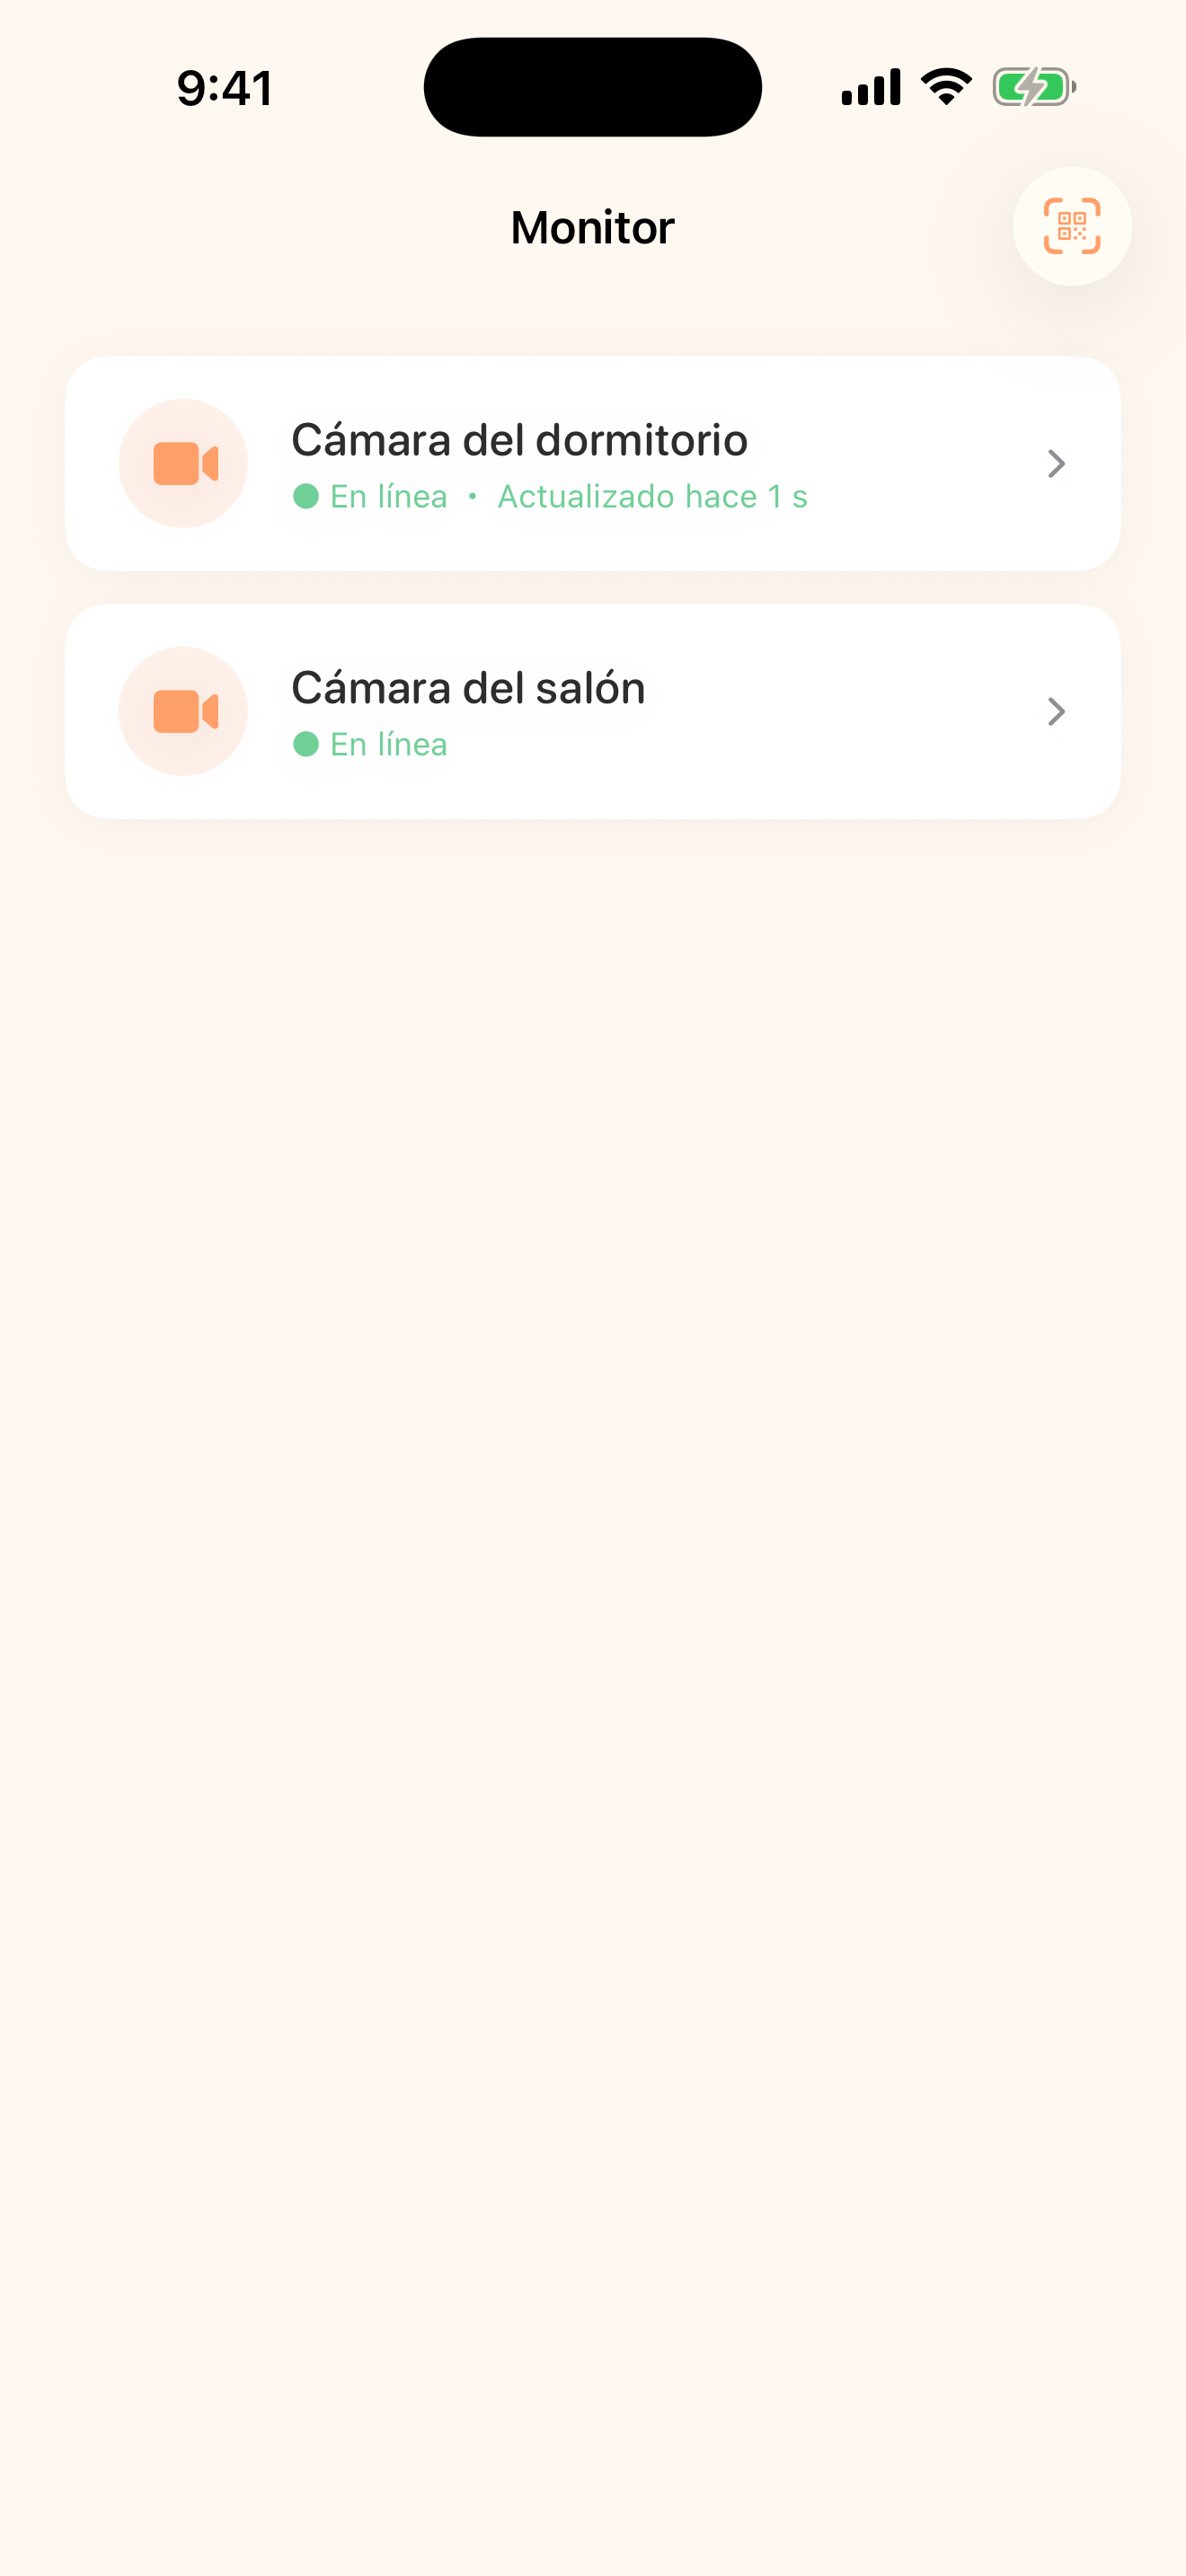 9:41
Monitor
Cámara del dormitorio
En línea • Actualizado hace 1 s
Cámara del salón
En línea